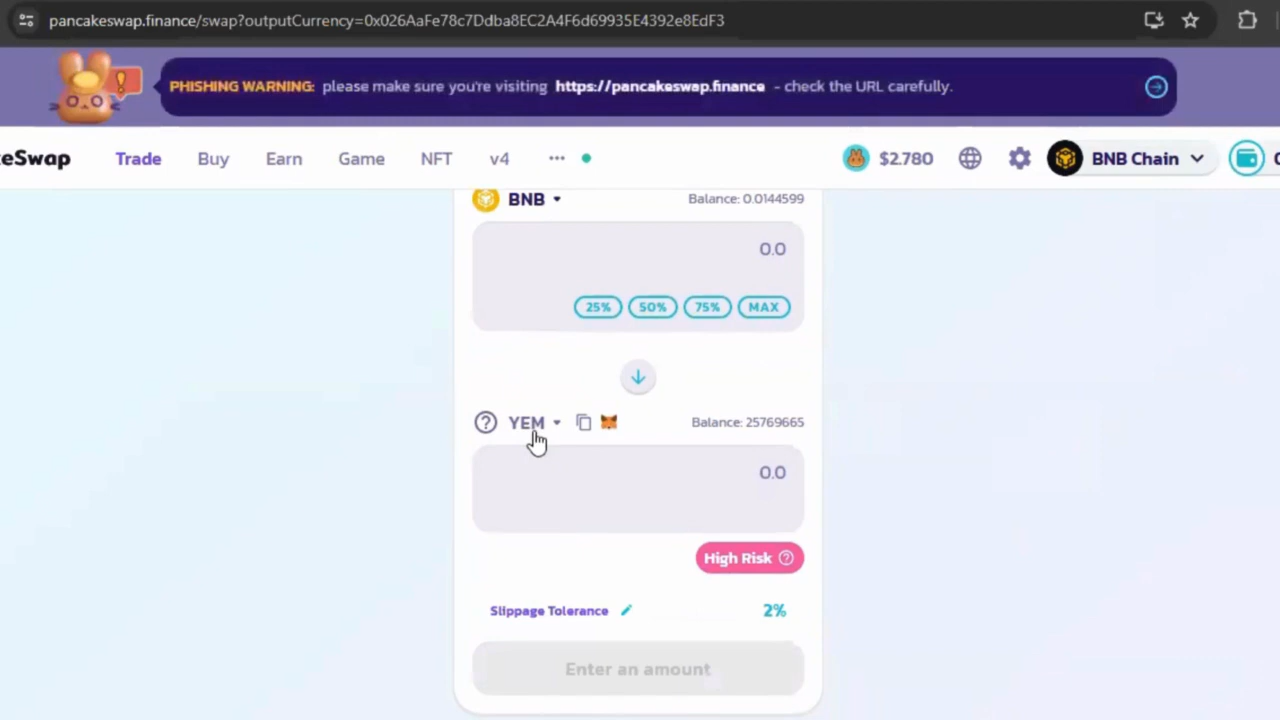 pancakeswap.finance/swap?outputCurrency=0x026AaFe78c7Ddba8EC2A4F6d69935E4392e8EdF3
PHISHING WARNING: please make sure you're visiting https://pancakeswap.finance - check the URL carefully.
eSwap Trade Buy Earn Game NFT v4 ••• $2.780 BNB Chain
BNB Balance: 0.0144599
0.0
25% 50% 75% MAX
YEM Balance: 25769665
0.0
High Risk
Slippage Tolerance 2%
Enter an amount